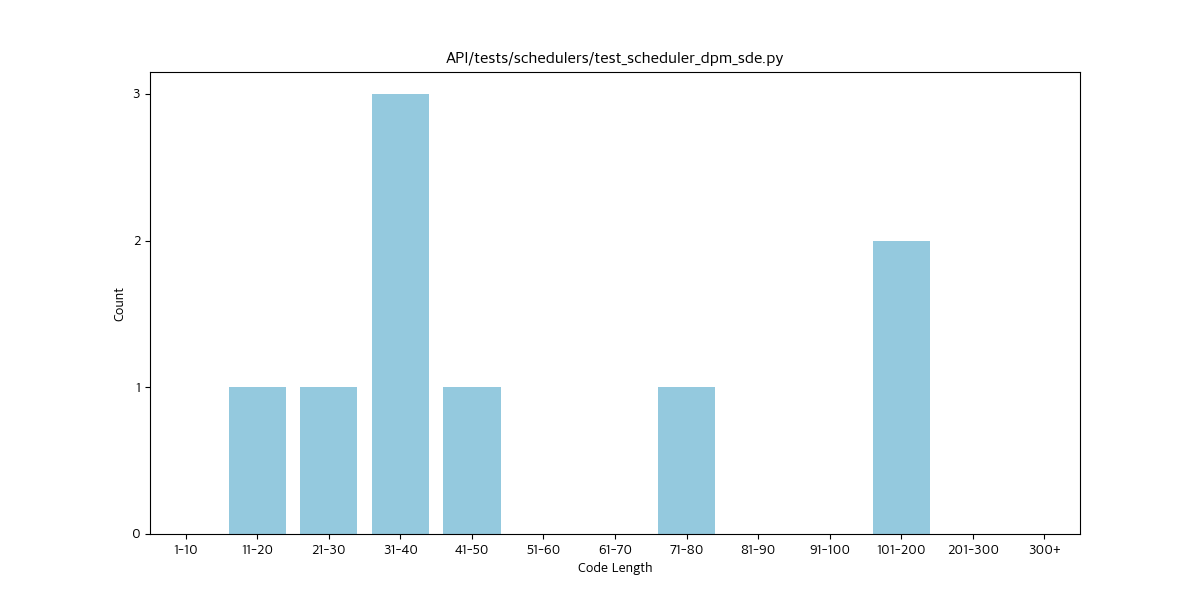 API/tests/schedulers/test_scheduler_dpm_sde.py
3
2
1
0
Count
1-10 11-20 21-30 31-40 41-50 51-60 61-70 71-80 81-90 91-100 101-200 201-300 300+
Code Length